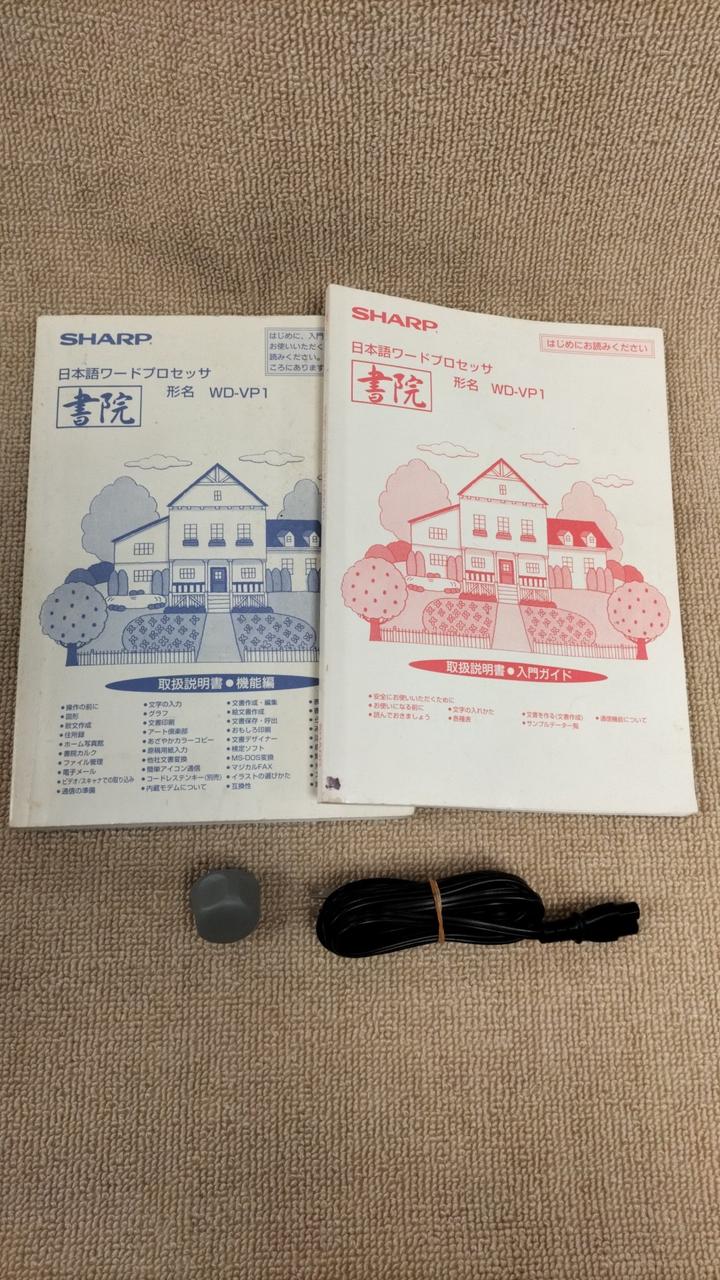 SHARP
はじめに、入門
お使いいただく
読みください。
ころにあります
日本語ワードプロセッサ
書院
形名 WD-VP1
取扱説明書●機能編
●操作の前に
●図形
●欧文作成
●住所録
●ホーム写真館
●書院カルク
●ファイル管理
●電子メール
●ビデオ/スキャナでの取り込み
●通信の準備
●文字の入力
●グラフ
●文書印刷
●アート倶楽部
●あざやかカラーコピー
●原稿用紙入力
●他社文書変換
●簡単アイコン通信
●コードレステンキー(別売)
●内蔵モデムについて
●文書作成・編集
●絵文書作成
●文書保存・呼出
●おもしろ印刷
●文書デザイナー
●検定ソフト
●MS-DOS変換
●マジカルFAX
●イラストの選びかた
●互換性
SHARP
はじめにお読みください
日本語ワードプロセッサ
書院
形名 WD-VP1
取扱説明書●入門ガイド
●安全にお使いいただくために
●お使いになる前に
●読んでおきましょう
●文字の入れかた
●各種表
●文書を作る(文書作成)
●サンプルデータ一覧
●通信機能について